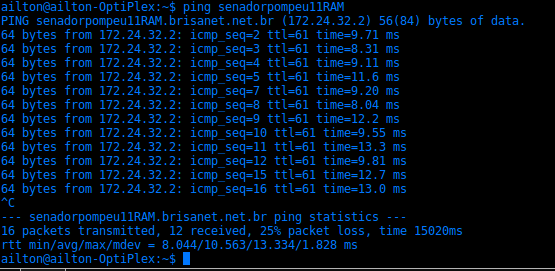 ailton@ailton-OptiPlex:~$ ping senadorpompeu11RAM
PING senadorpompeu11RAM.brisanet.net.br (172.24.32.2) 56(84) bytes of data.
64 bytes from 172.24.32.2: icmp_seq=2 ttl=61 time=9.71 ms
64 bytes from 172.24.32.2: icmp_seq=3 ttl=61 time=8.31 ms
64 bytes from 172.24.32.2: icmp_seq=4 ttl=61 time=9.11 ms
64 bytes from 172.24.32.2: icmp_seq=5 ttl=61 time=11.6 ms
64 bytes from 172.24.32.2: icmp_seq=7 ttl=61 time=9.20 ms
64 bytes from 172.24.32.2: icmp_seq=8 ttl=61 time=8.04 ms
64 bytes from 172.24.32.2: icmp_seq=9 ttl=61 time=12.2 ms
64 bytes from 172.24.32.2: icmp_seq=10 ttl=61 time=9.55 ms
64 bytes from 172.24.32.2: icmp_seq=11 ttl=61 time=13.3 ms
64 bytes from 172.24.32.2: icmp_seq=12 ttl=61 time=9.81 ms
64 bytes from 172.24.32.2: icmp_seq=15 ttl=61 time=12.7 ms
64 bytes from 172.24.32.2: icmp_seq=16 ttl=61 time=13.0 ms
^C
--- senadorpompeu11RAM.brisanet.net.br ping statistics ---
16 packets transmitted, 12 received, 25% packet loss, time 15020ms
rtt min/avg/max/mdev = 8.044/10.563/13.334/1.828 ms
ailton@ailton-OptiPlex:~$